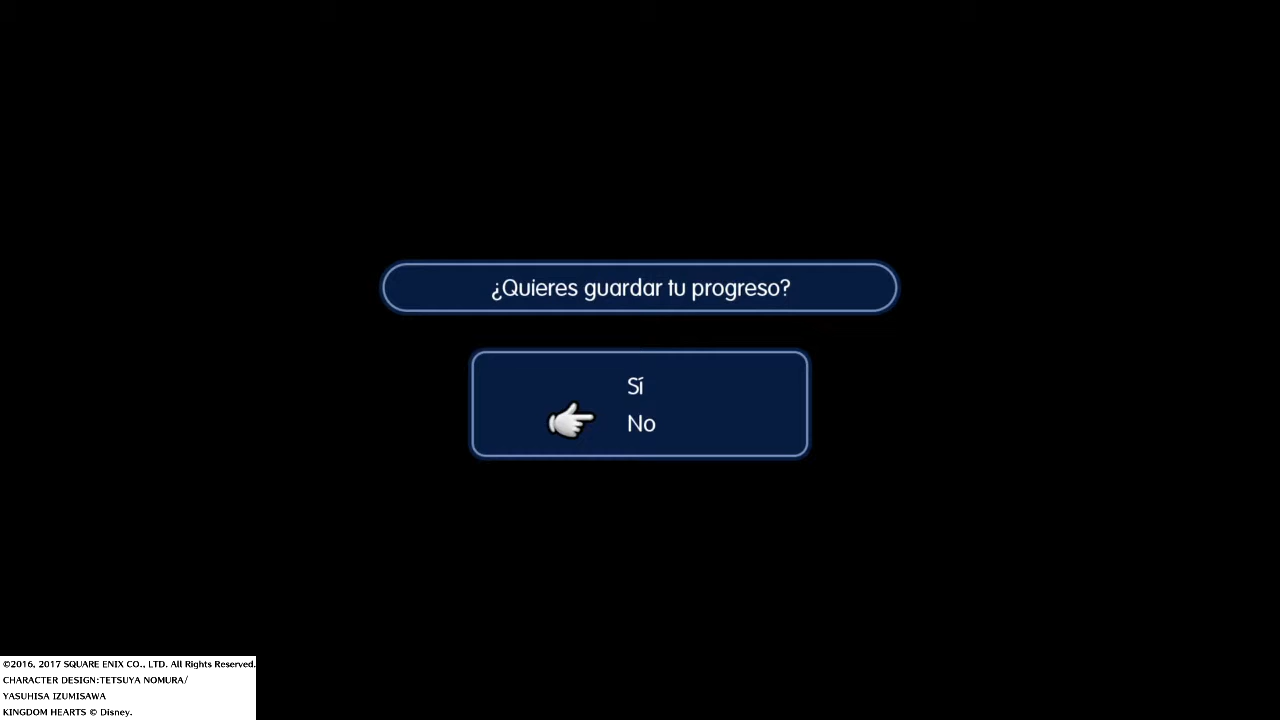 ¿Quieres guardar tu progreso?
Sí
No
©2016, 2017 SQUARE ENIX CO., LTD. All Rights Reserved.
CHARACTER DESIGN:TETSUYA NOMURA/
YASUHISA IZUMISAWA
KINGDOM HEARTS © Disney.